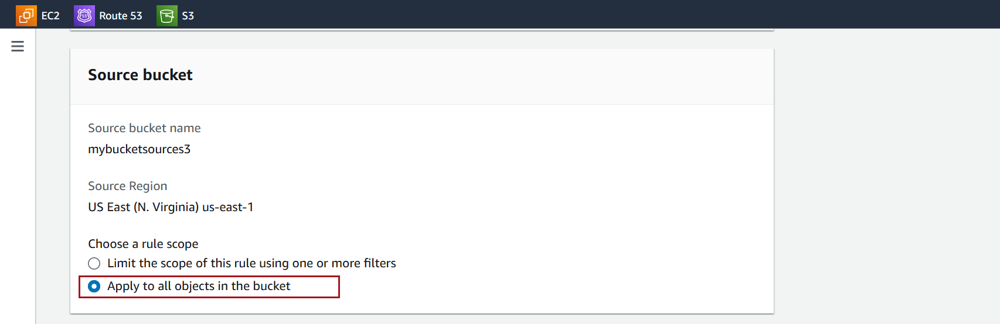 EC2 Route 53 S3
Source bucket
Source bucket name
mybucketsources3
Source Region
US East (N. Virginia) us-east-1
Choose a rule scope
Limit the scope of this rule using one or more filters
Apply to all objects in the bucket